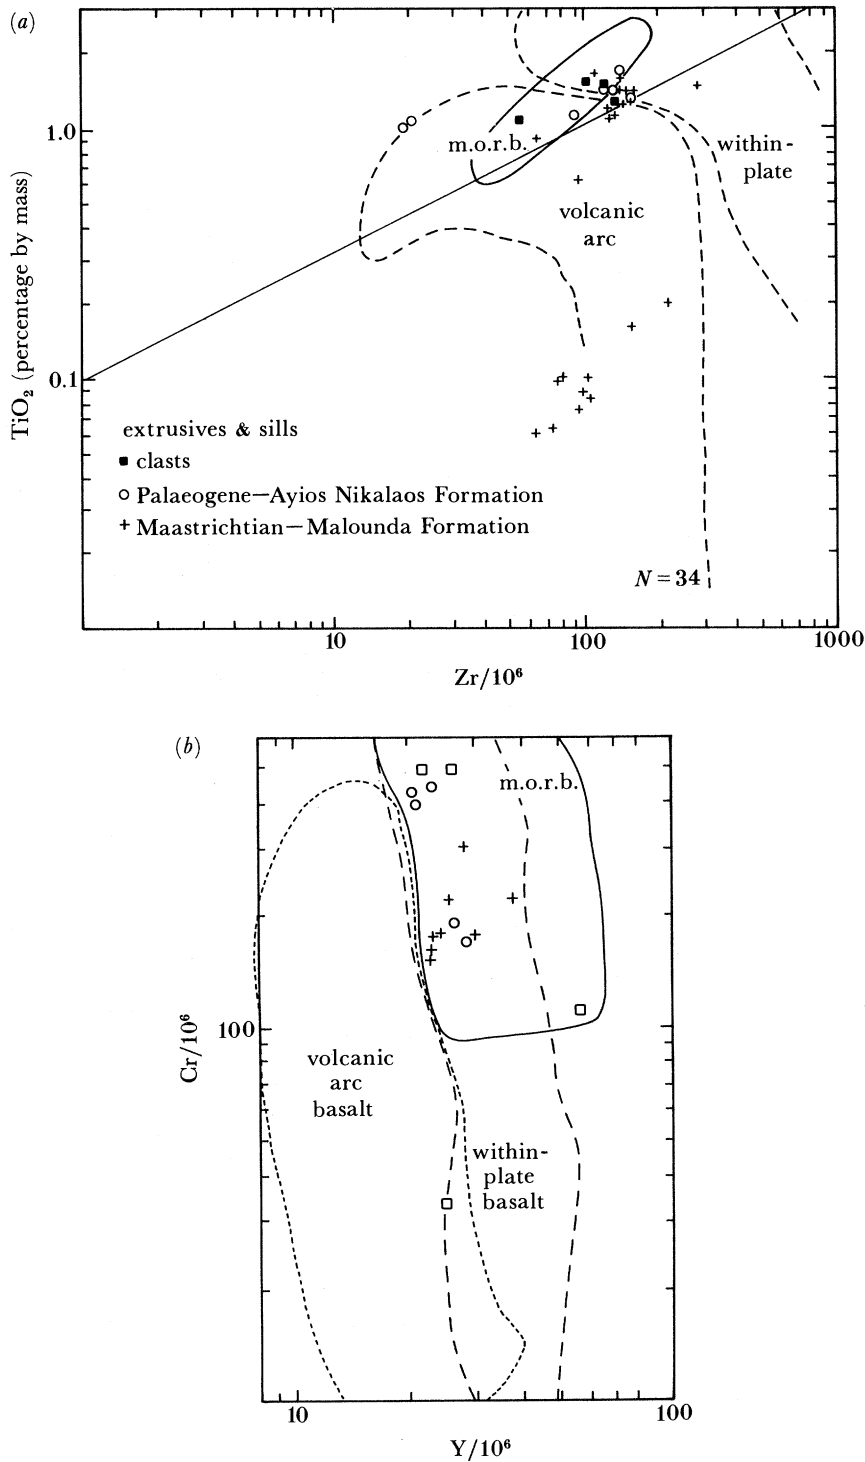 (a)
TiO₂ (percentage by mass)
1.0
0.1
m.o.r.b.
within-
plate
volcanic
arc
extrusives & sills
■ clasts
○ Palaeogene—Ayios Nikalaos Formation
+ Maastrichtian—Malounda Formation
N = 34
10
100
1000
Zr/10⁶
(b)
Cr/10⁶
100
m.o.r.b.
volcanic
arc
basalt
within-
plate
basalt
10
100
Y/10⁶